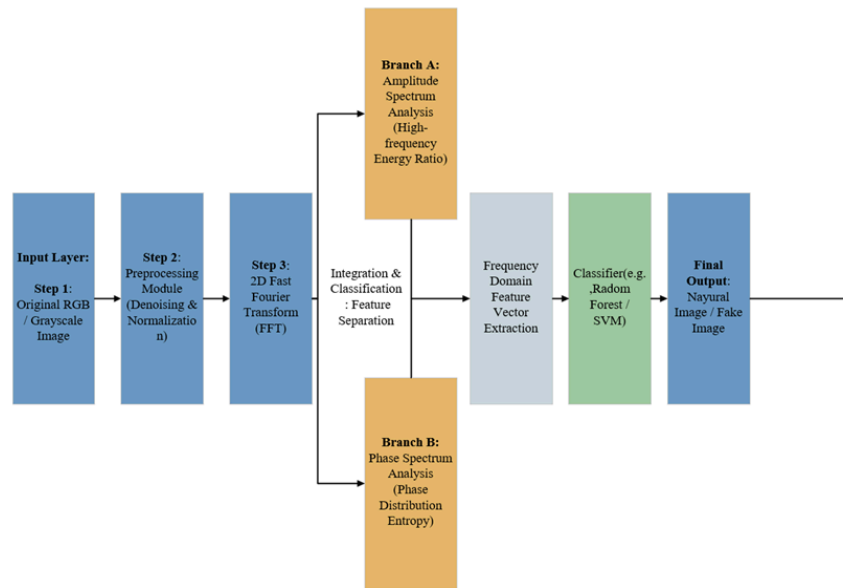 Input Layer:
Step 1:
Original RGB
/ Grayscale
Image
Step 2:
Preprocessing
Module
(Denoising &
Normalizatio
n)
Step 3:
2D Fast
Fourier
Transform
(FFT)
Branch A:
Amplitude
Spectrum
Analysis
(High-
frequency
Energy Ratio)
Integration &
Classification
: Feature
Separation
Branch B:
Phase Spectrum
Analysis
(Phase
Distribution
Entropy)
Frequency
Domain
Feature
Vector
Extraction
Classifier(e.g.
,Radom
Forest /
SVM)
Final
Output:
Nayural
Image / Fake
Image